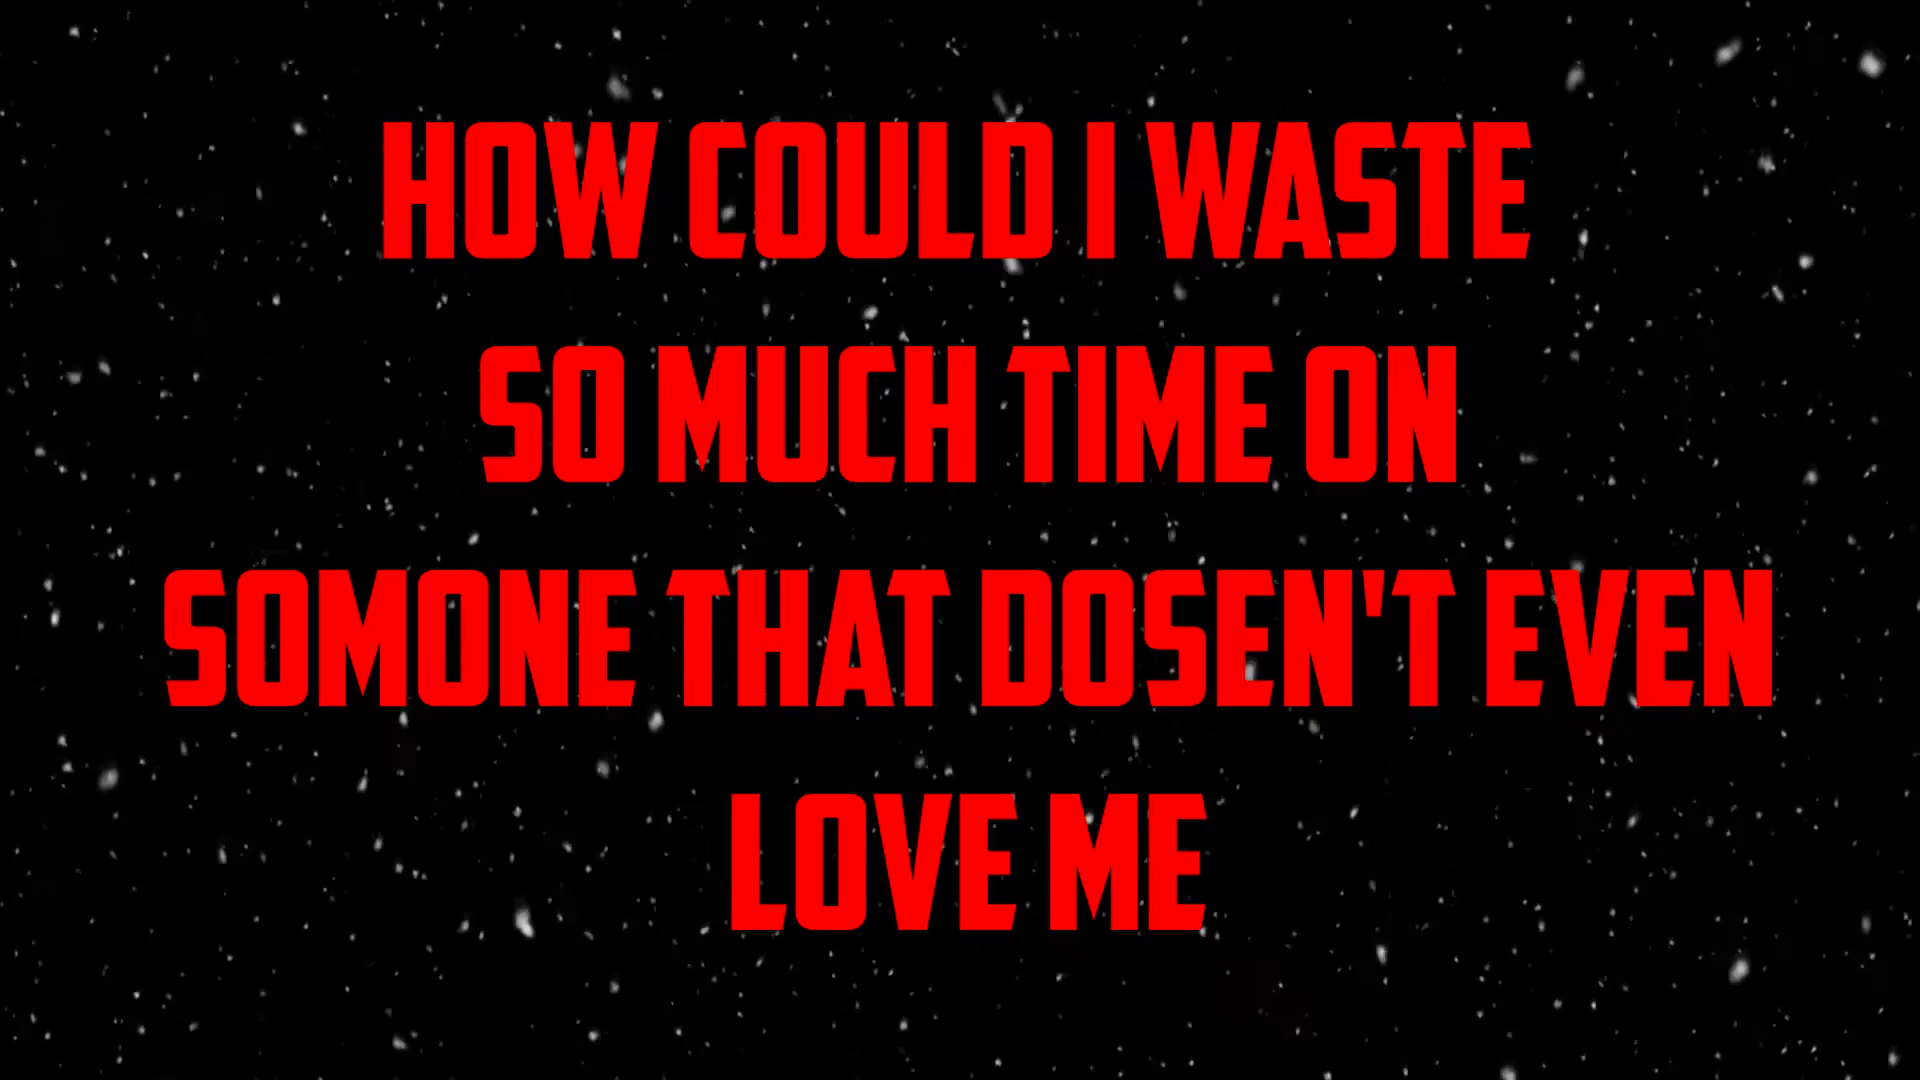 HOW COULD I WASTE
SO MUCH TIME ON
SOMONE THAT DOSEN'T EVEN
LOVE ME